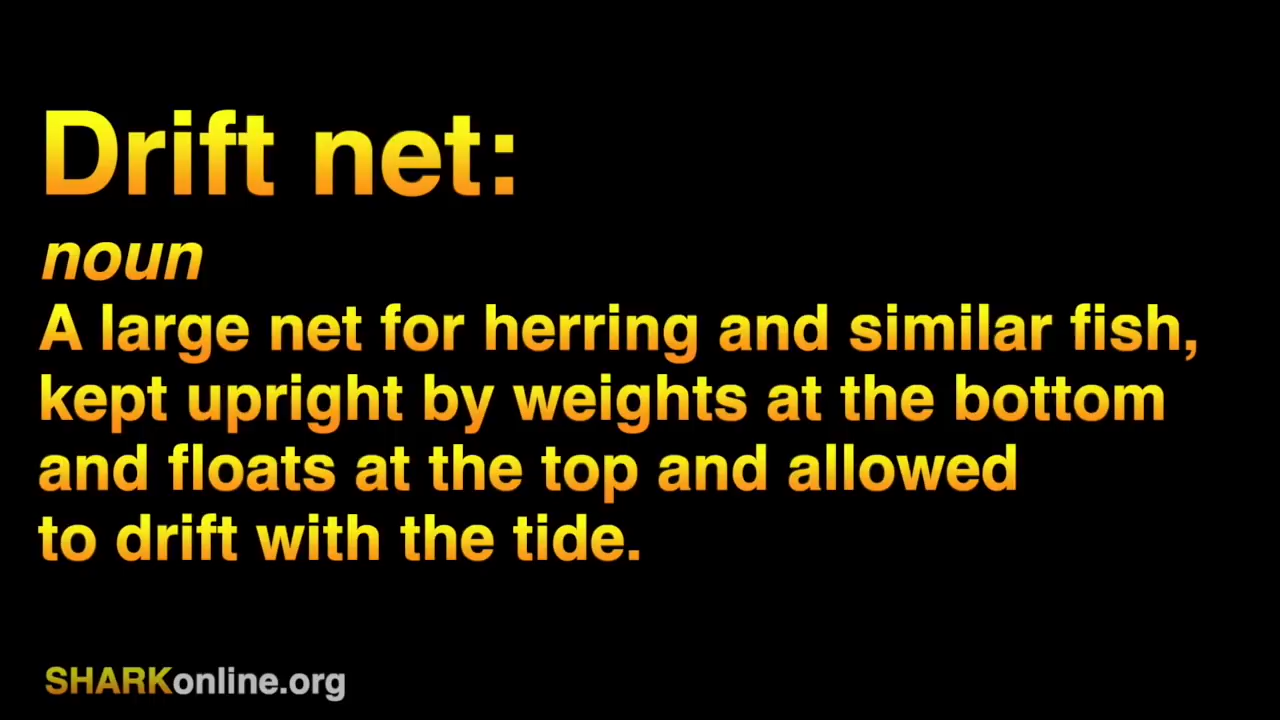 Drift net:
noun
A large net for herring and similar fish,
kept upright by weights at the bottom
and floats at the top and allowed
to drift with the tide.
SHARKonline.org